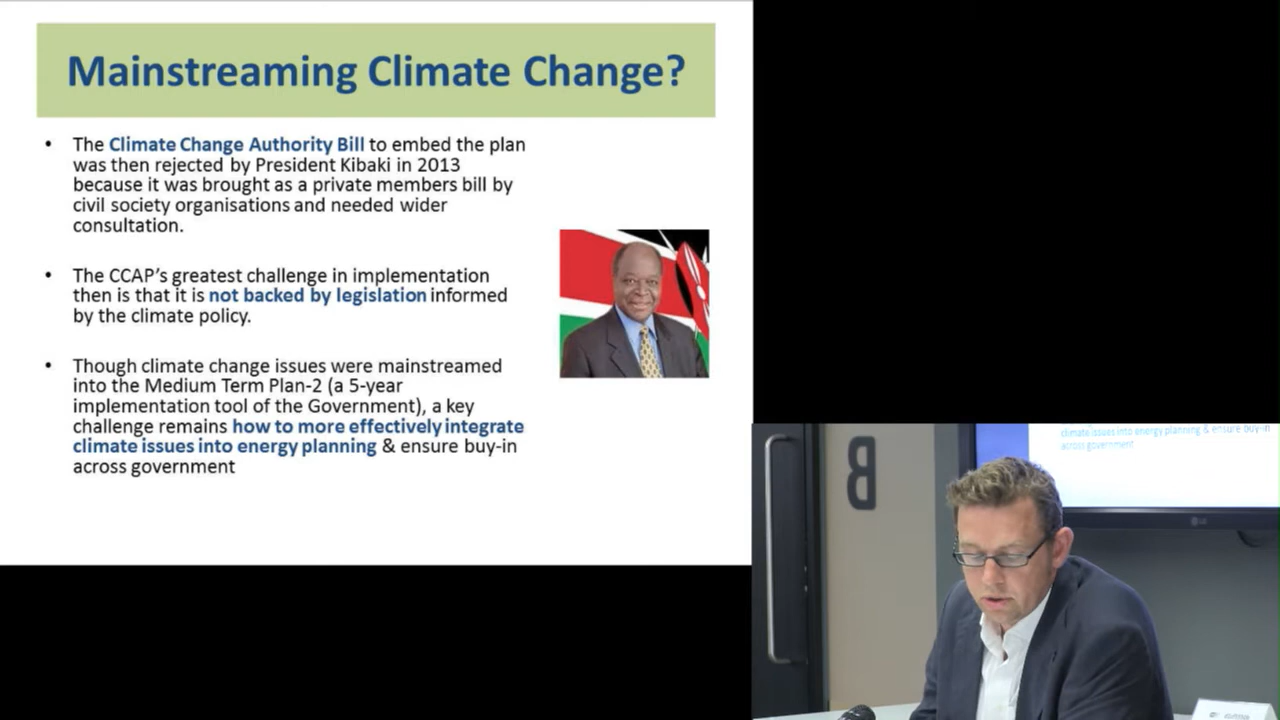 Mainstreaming Climate Change?
• The Climate Change Authority Bill to embed the plan
was then rejected by President Kibaki in 2013
because it was brought as a private members bill by
civil society organisations and needed wider
consultation.
• The CCAP's greatest challenge in implementation
then is that it is not backed by legislation informed
by the climate policy.
• Though climate change issues were mainstreamed
into the Medium Term Plan-2 (a 5-year
implementation tool of the Government), a key
challenge remains how to more effectively integrate
climate issues into energy planning & ensure buy-in
across government
climate issues into energy planning & ensure buy-in
across government
B
LG